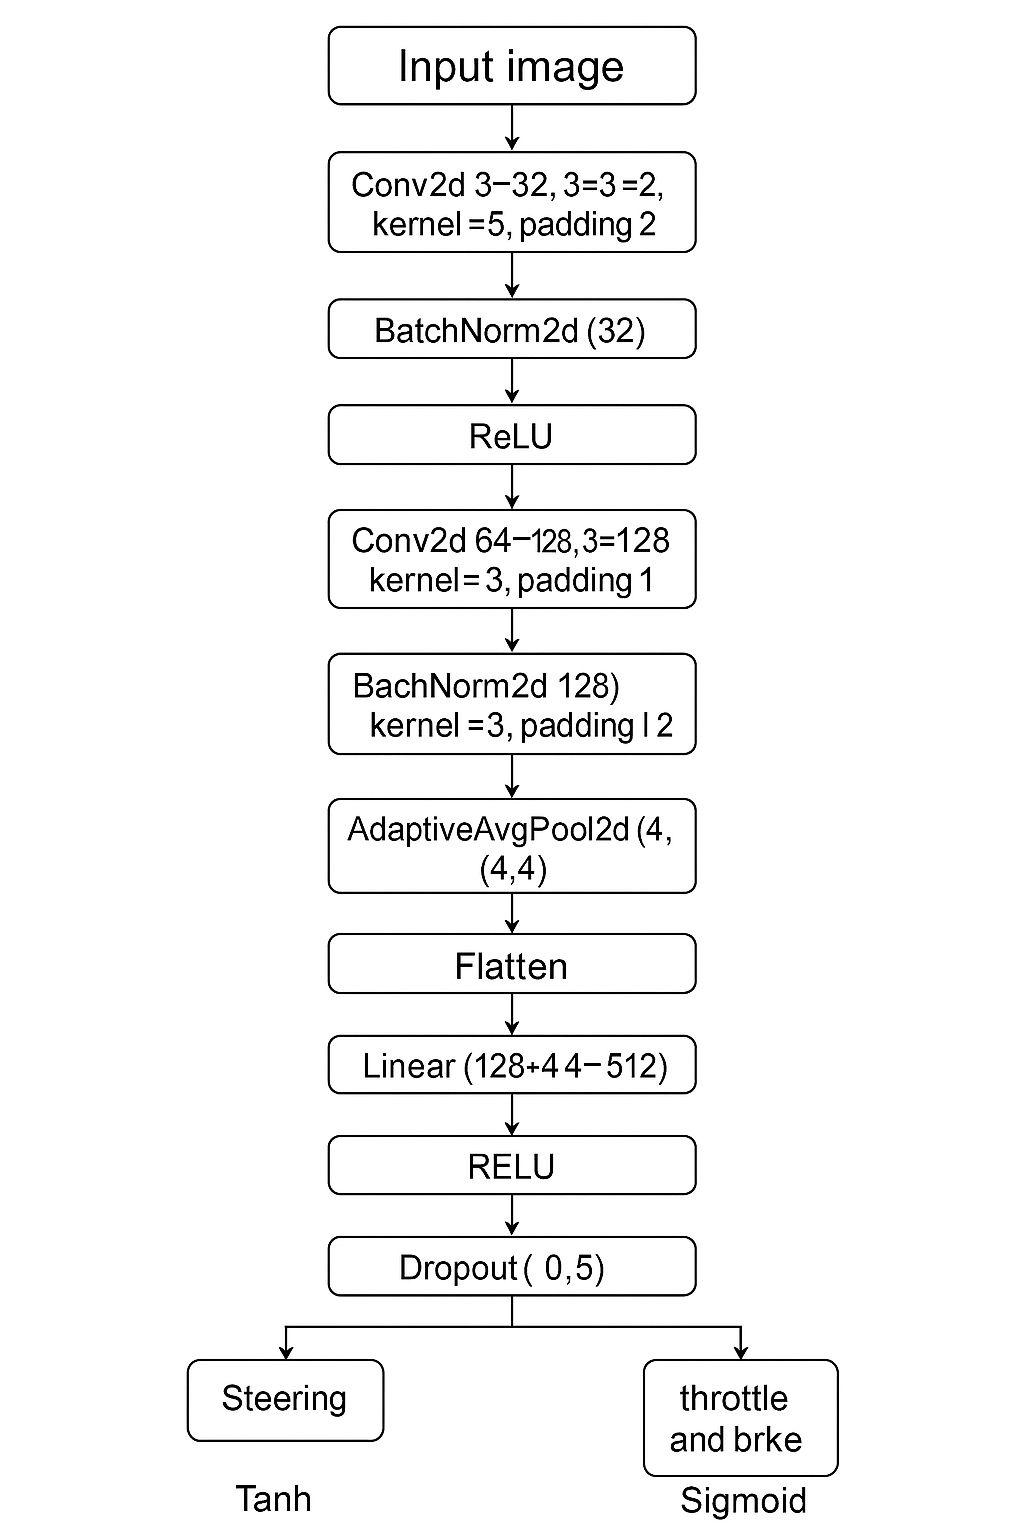 Input image
Conv2d 3–32, 3=3=2,
kernel=5, padding 2
BatchNorm2d (32)
ReLU
Conv2d 64–128,3=128
kernel=3, padding 1
BachNorm2d 128)
kernel=3, padding l 2
AdaptiveAvgPool2d (4,
(4,4)
Flatten
Linear (128+4 4–512)
RELU
Dropout( 0,5)
Steering
throttle
and brke
Tanh
Sigmoid